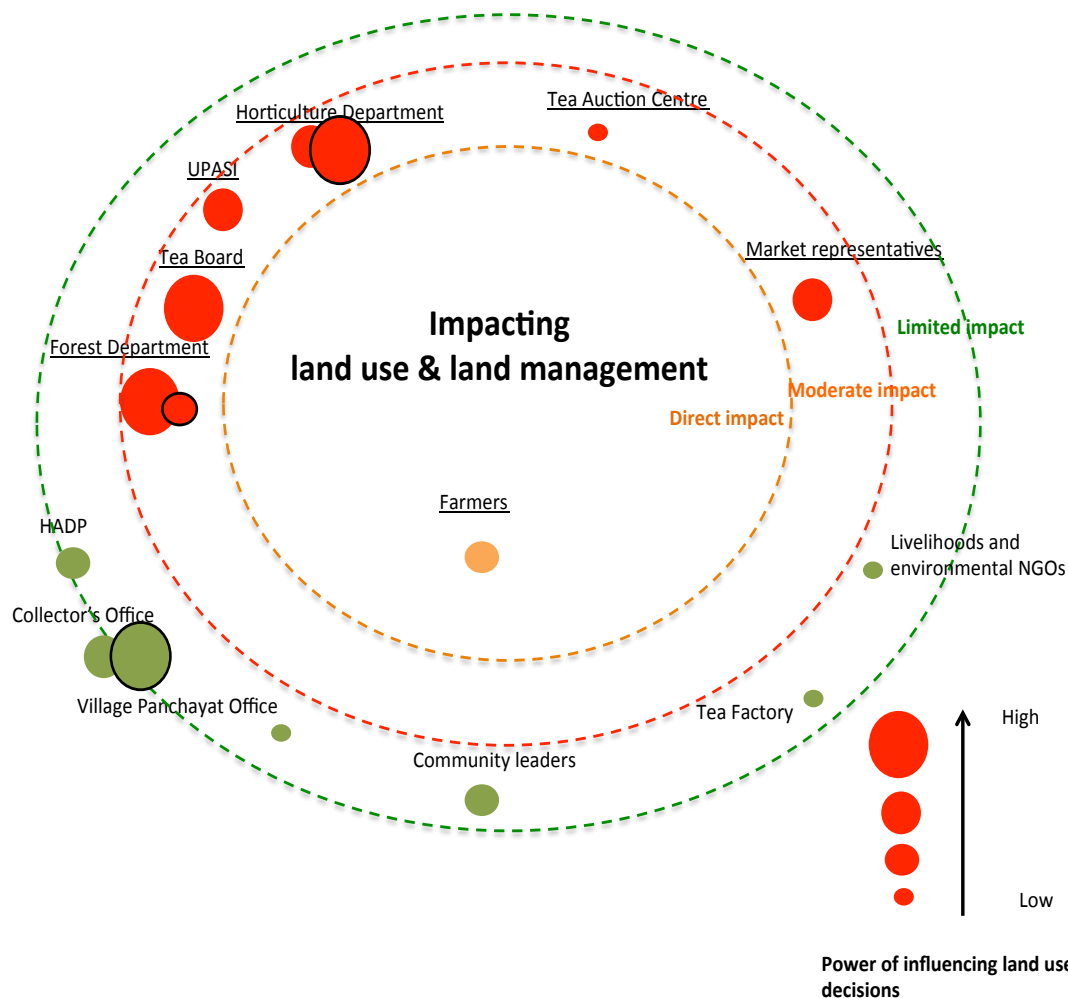 Tea Auction Centre
Horticulture Department
UPASI
Tea Board
Market representatives
Impacting
land use & land management
Limited impact
Forest Department
Moderate impact
Direct impact
Farmers
HADP
Livelihoods and
environmental NGOs
Collector's Office
Village Panchayat Office
Tea Factory
High
Community leaders
Low
Power of influencing land use
decisions